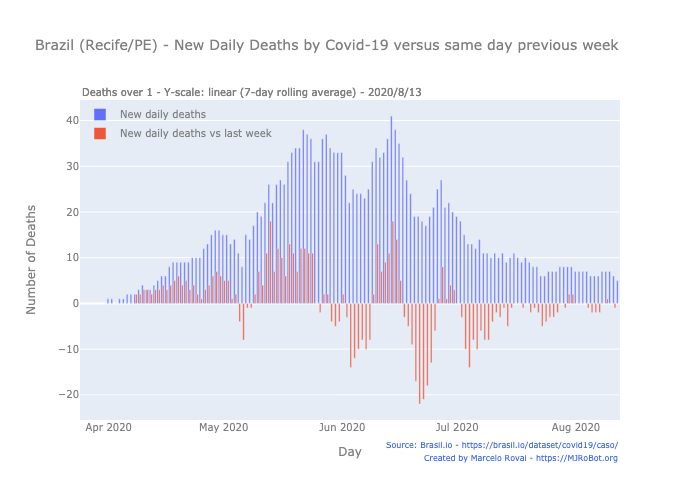 Brazil (Recife/PE) - New Daily Deaths by Covid-19 versus same day previous week
Deaths over 1 - Y-scale: linear (7-day rolling average) - 2020/8/13
New daily deaths
New daily deaths vs last week
40
30
20
10
0
−10
−20
Number of Deaths
Apr 2020 May 2020 Jun 2020 Jul 2020 Aug 2020
Day
Source: Brasil.io - https://brasil.io/dataset/covid19/caso/
Created by Marcelo Rovai - https://MJRoBot.org